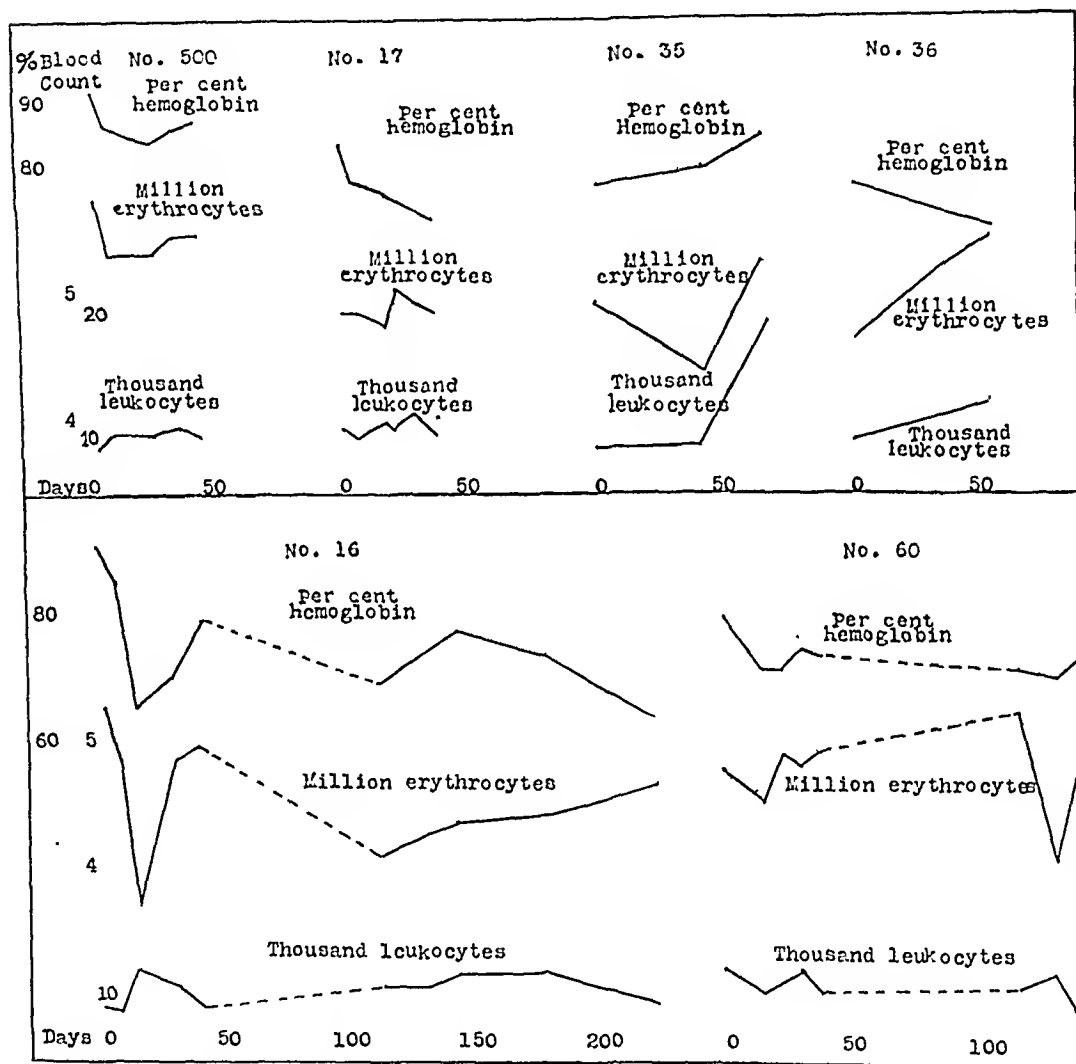 %Blood Count No. 500
Per cent hemoglobin
90
80
Million erythrocytes
5
20
Thousand leukocytes
4
10
Days 0 50
No. 17
Per cent hemoglobin
Million erythrocytes
Thousand leukocytes
0 50
No. 35
Per cent Hemoglobin
Million erythrocytes
Thousand leukocytes
0 50
No. 36
Per cent hemoglobin
Million erythrocytes
Thousand leukocytes
0 50
No. 16
Per cent hemoglobin
80
60 5
Million erythrocytes
4
Thousand leukocytes
10
Days 0 50 100 150 200
No. 60
Per cent hemoglobin
Million erythrocytes
Thousand leukocytes
0 50 100